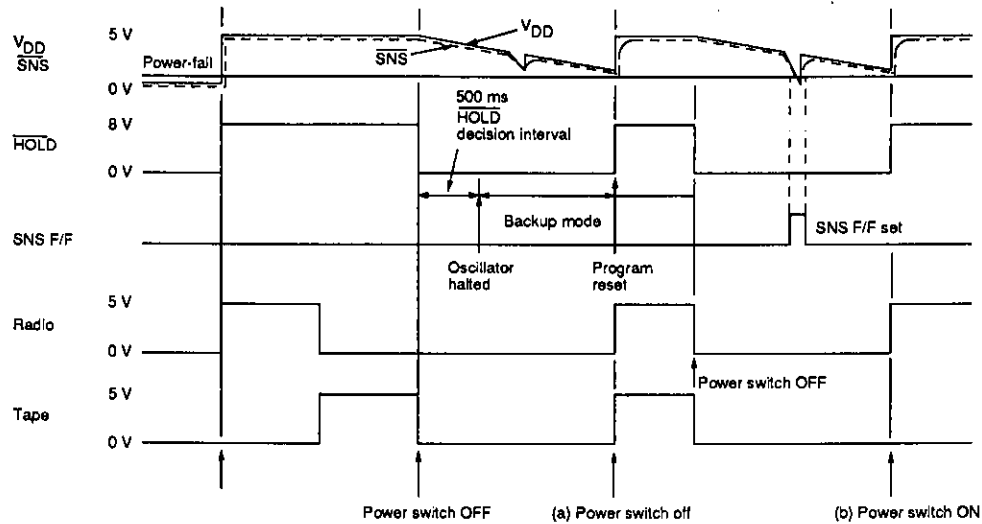 V DD
SNS
5 V
Power-fail
0 V
SNS
V DD
HOLD
8 V
0 V
500 ms
HOLD
decision interval
Backup mode
SNS F/F
SNS F/F set
Oscillator
halted
Program
reset
Radio
5 V
0 V
Power switch OFF
Tape
5 V
0 V
Power switch OFF
(a) Power switch off
(b) Power switch ON